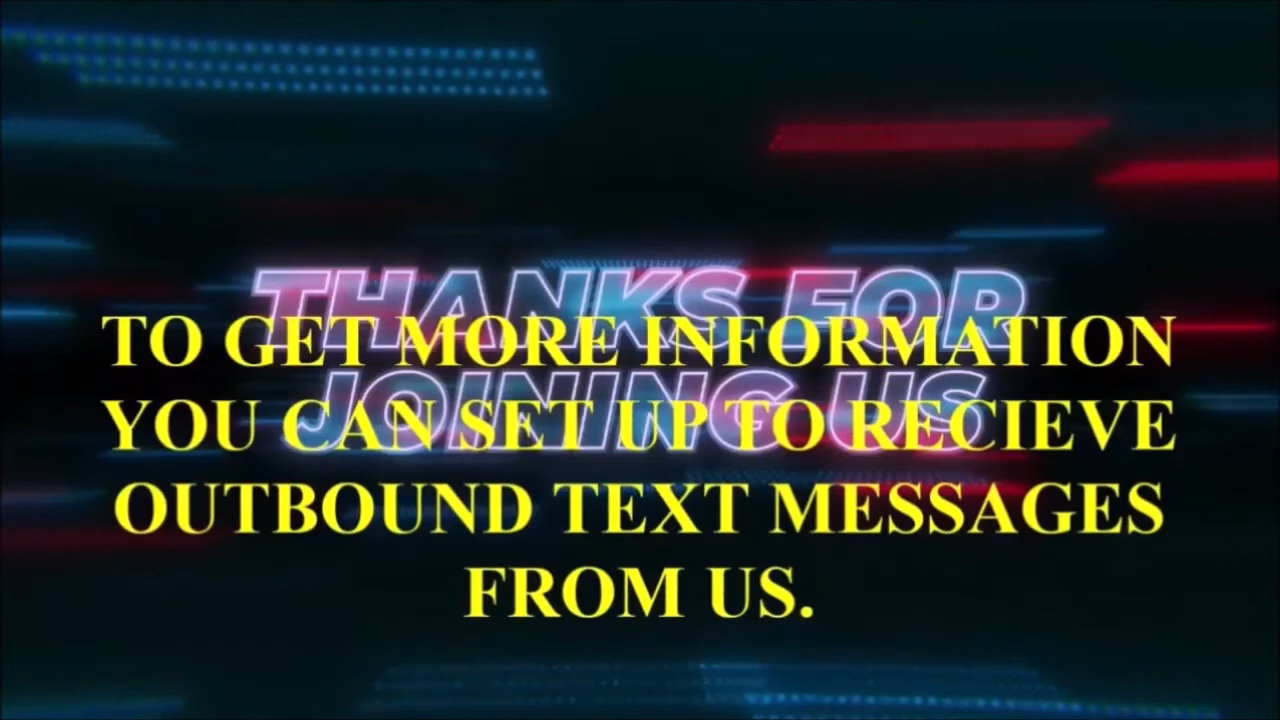 THANKS FOR
JOINING US
TO GET MORE INFORMATION
YOU CAN SET UP TO RECIEVE
OUTBOUND TEXT MESSAGES
FROM US.